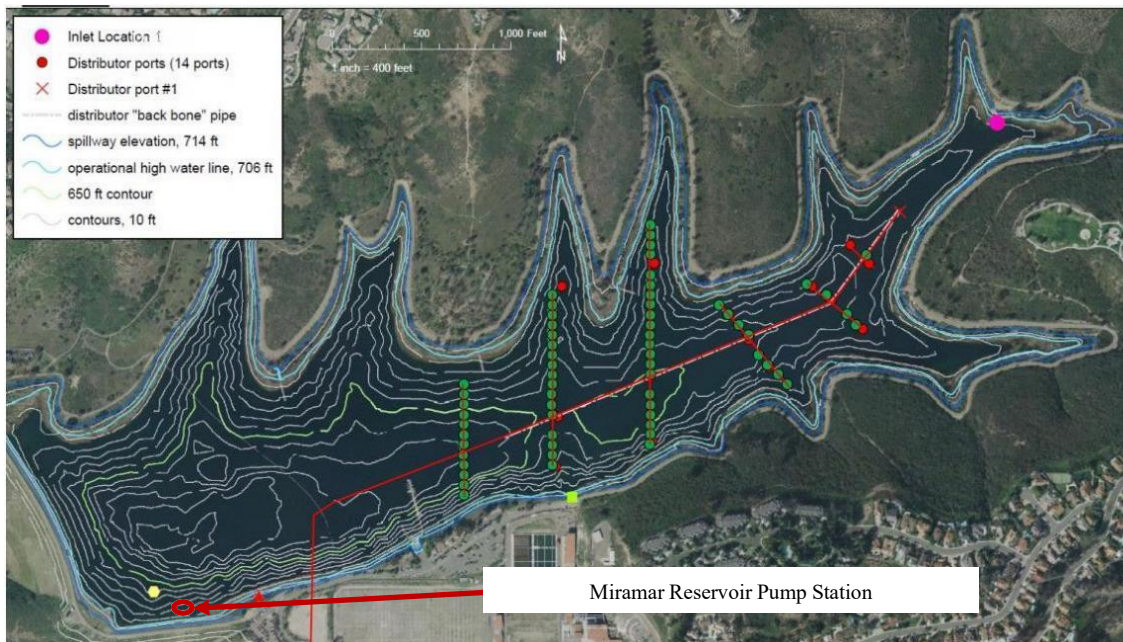 Inlet Location 1
Distributor ports (14 ports)
Distributor port #1
distributor "back bone" pipe
spillway elevation, 714 ft
operational high water line, 706 ft
650 ft contour
contours, 10 ft
0 500 1,000 Feet
1 inch = 400 feet
N
Miramar Reservoir Pump Station